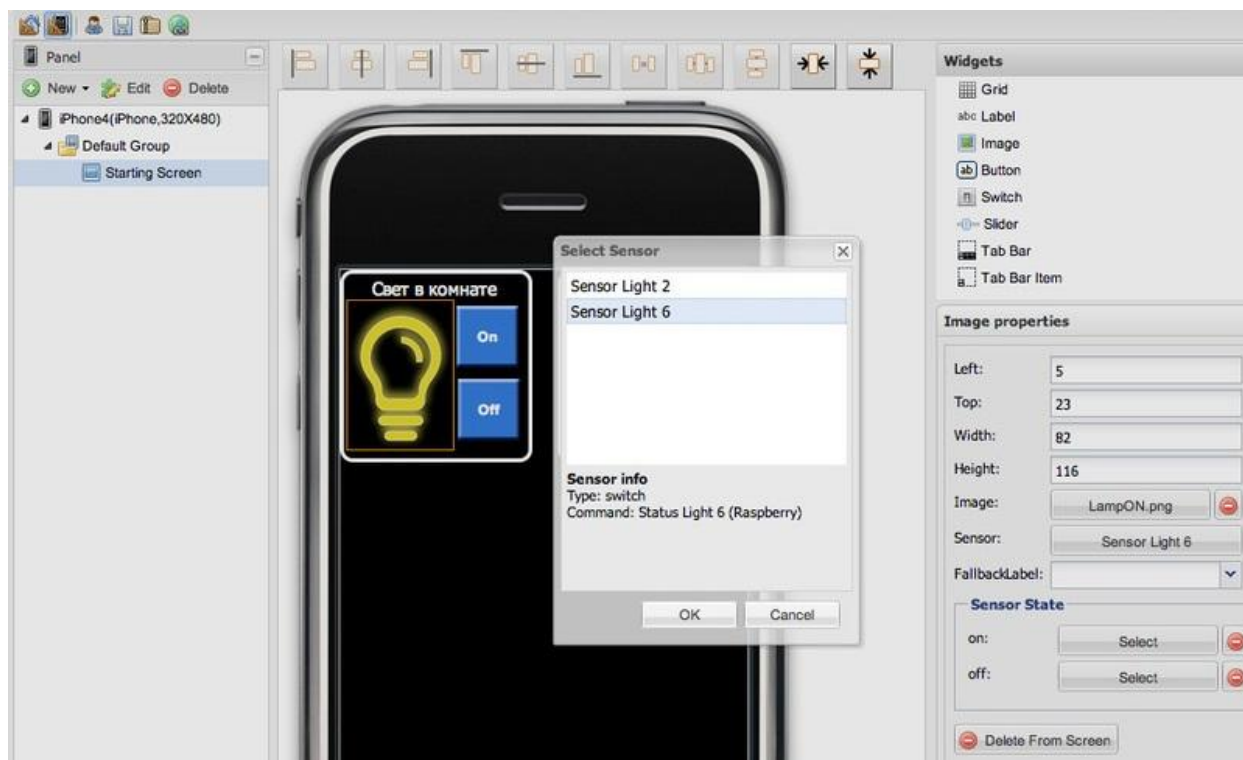 Panel
New Edit Delete
iPhone4(iPhone,320X480)
Default Group
Starting Screen
Свет в комнате
On
Off
Select Sensor
Sensor Light 2
Sensor Light 6
Sensor info
Type: switch
Command: Status Light 6 (Raspberry)
OK Cancel
Widgets
Grid
abc Label
Image
ab Button
Switch
Slider
Tab Bar
Tab Bar Item
Image properties
Left: 5
Top: 23
Width: 82
Height: 116
Image: LampON.png
Sensor: Sensor Light 6
FallbackLabel:
Sensor State
on: Select
off: Select
Delete From Screen